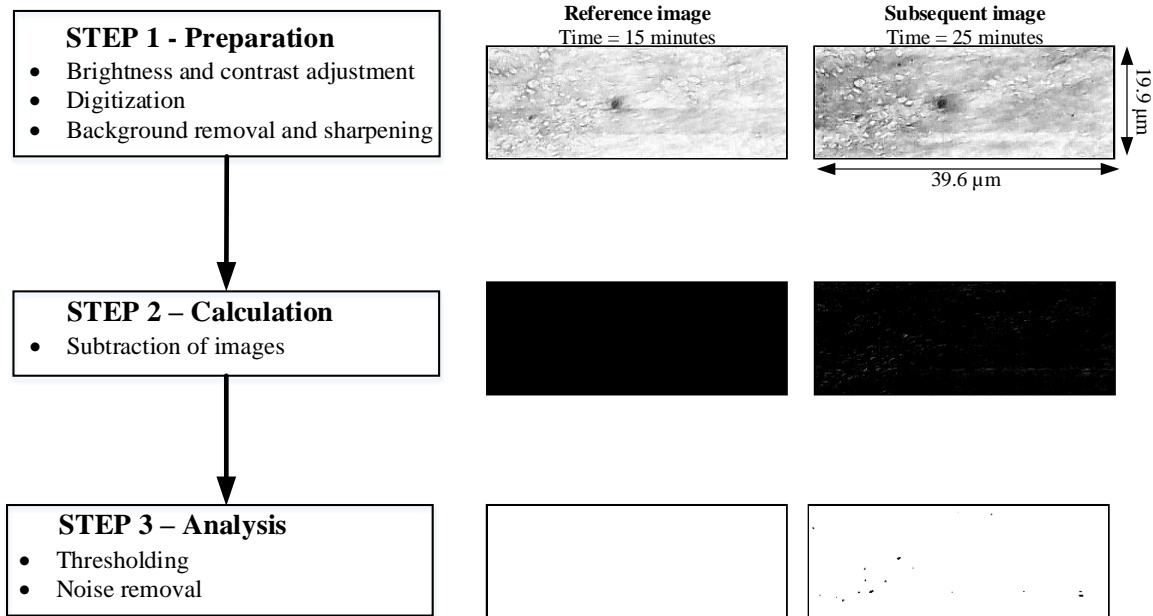 STEP 1 - Preparation
• Brightness and contrast adjustment
• Digitization
• Background removal and sharpening
Reference image
Time = 15 minutes
Subsequent image
Time = 25 minutes
19.9 µm
39.6 µm
STEP 2 – Calculation
• Subtraction of images
STEP 3 – Analysis
• Thresholding
• Noise removal